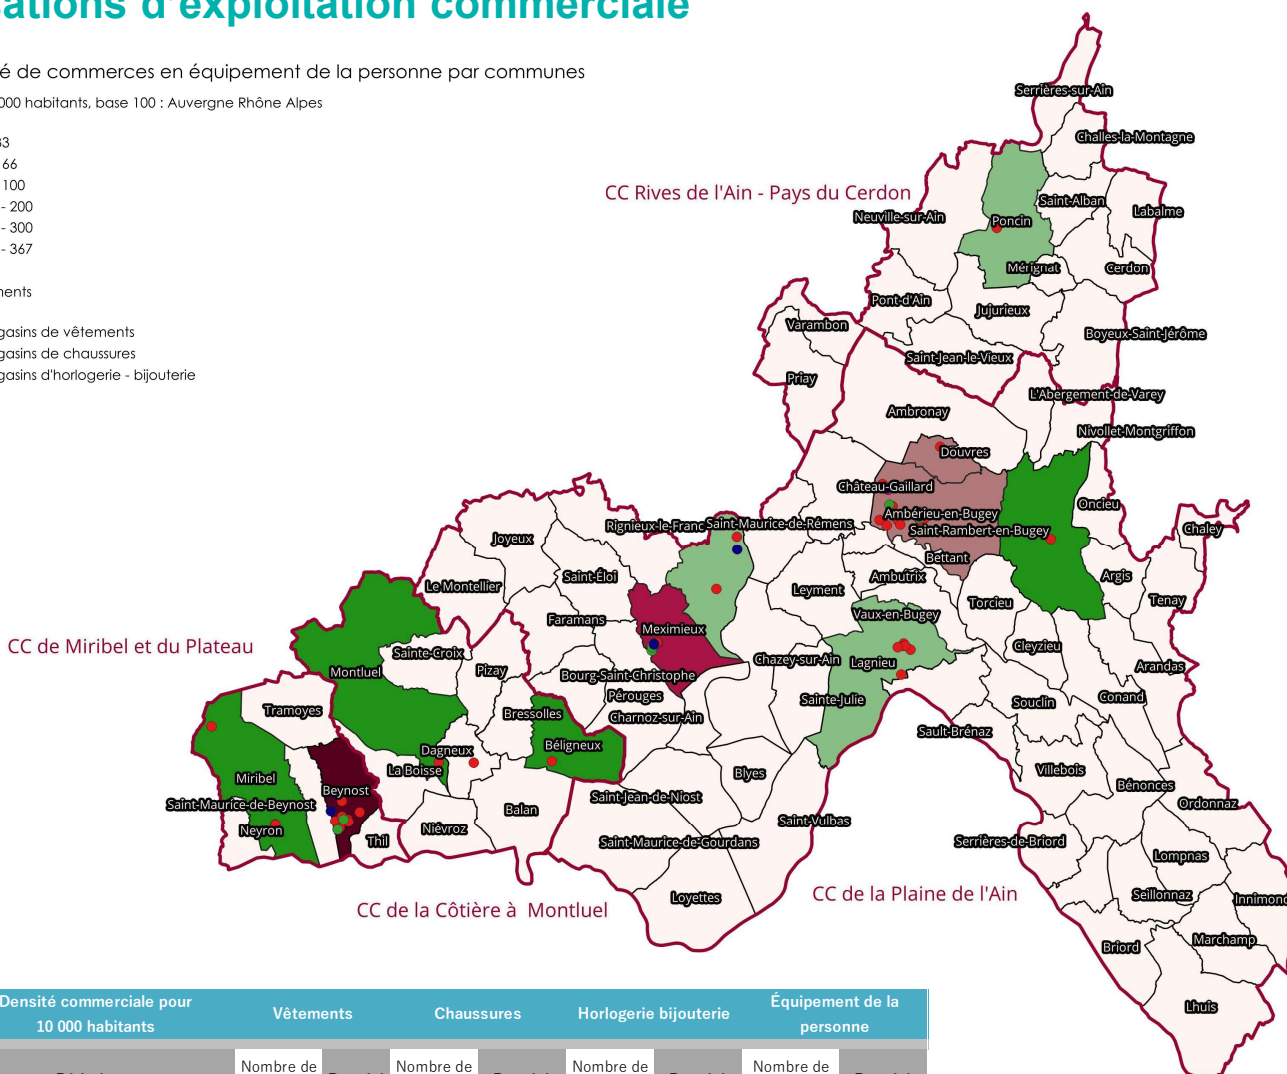 d'exploitation commerciale
de commerces en équipement de la personne par communes
000 habitants, base 100 : Auvergne Rhône Alpes
33
66
100
- 200
- 300
- 367
gasins de vêtements
gasins de chaussures
gasins d'horlogerie - bijouterie
Serrières-sur-Ain
Challes-la-Montagne
CC Rives de l'Ain - Pays du Cerdon
Saint-Alban
Labalme
Neuville-sur-Ain
Poncin
Mérignat
Cerdon
Pont-d'Ain
Jujurieux
Varambon
Boyeux-Saint-Jérôme
Saint-Jean-le-Vieux
Priay
L'Abergement-de-Varey
Ambronay
Nivollet-Montgriffon
Douvres
Château-Gaillard
Oncieu
Ambérieu-en-Bugey
Rignieux-le-Franc
Saint-Maurice-de-Rémens
Saint-Rambert-en-Bugey
Chaley
Joyeux
Bettant
Saint-Éloi
Ambutrix
Argis
Le Montellier
Leyment
Torcieu
Tenay
Faramans
Vaux-en-Bugey
Meximieux
CC de Miribel et du Plateau
Sainte-Croix
Cleyzieu
Chazey-sur-Ain
Lagnieu
Arandas
Montluel
Pizay
Bourg-Saint-Christophe
Pérouges
Sainte-Julie
Souclin
Conand
Tramoyes
Bressolles
Charnoz-sur-Ain
Sault-Brénaz
Dagneux
Béligneux
La Boisse
Villebois
Miribel
Blyes
Bénonces
Beynost
Saint-Jean-de-Niost
Saint-Maurice-de-Beynost
Ordonnaz
Balan
Saint-Vulbas
Neyron
Niévroz
Thil
Saint-Maurice-de-Gourdans
Serrières-de-Briord
Lompnas
CC de la Plaine de l'Ain
Seillonnaz
Loyettes
Innimond
CC de la Côtière à Montluel
Marchamp
Briord
Lhuis
Densité commerciale pour
10 000 habitants
Vêtements
Chaussures
Horlogerie bijouterie
Équipement de la
personne
Nombre de
Nombre de
Nombre de
Nombre de